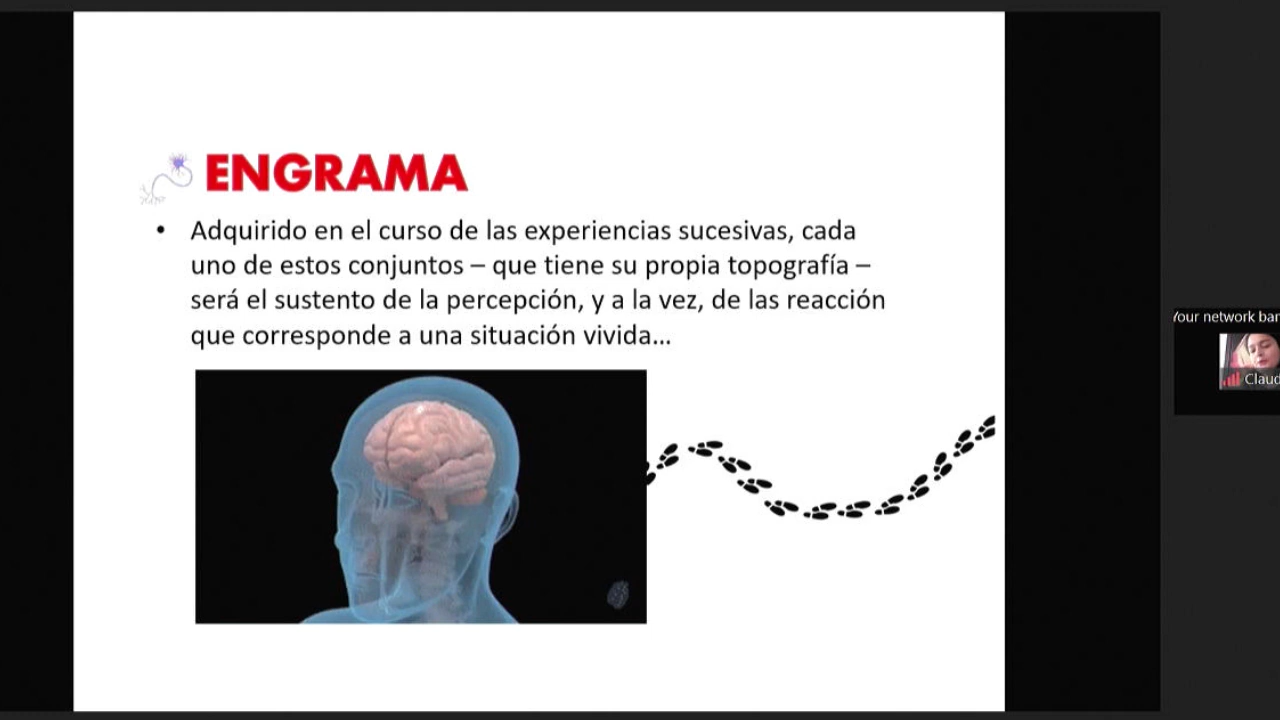 ENGRAMA
• Adquirido en el curso de las experiencias sucesivas, cada
uno de estos conjuntos – que tiene su propia topografía –
será el sustento de la percepción, y a la vez, de las reacción
que corresponde a una situación vivida...
Your network ban
Claud